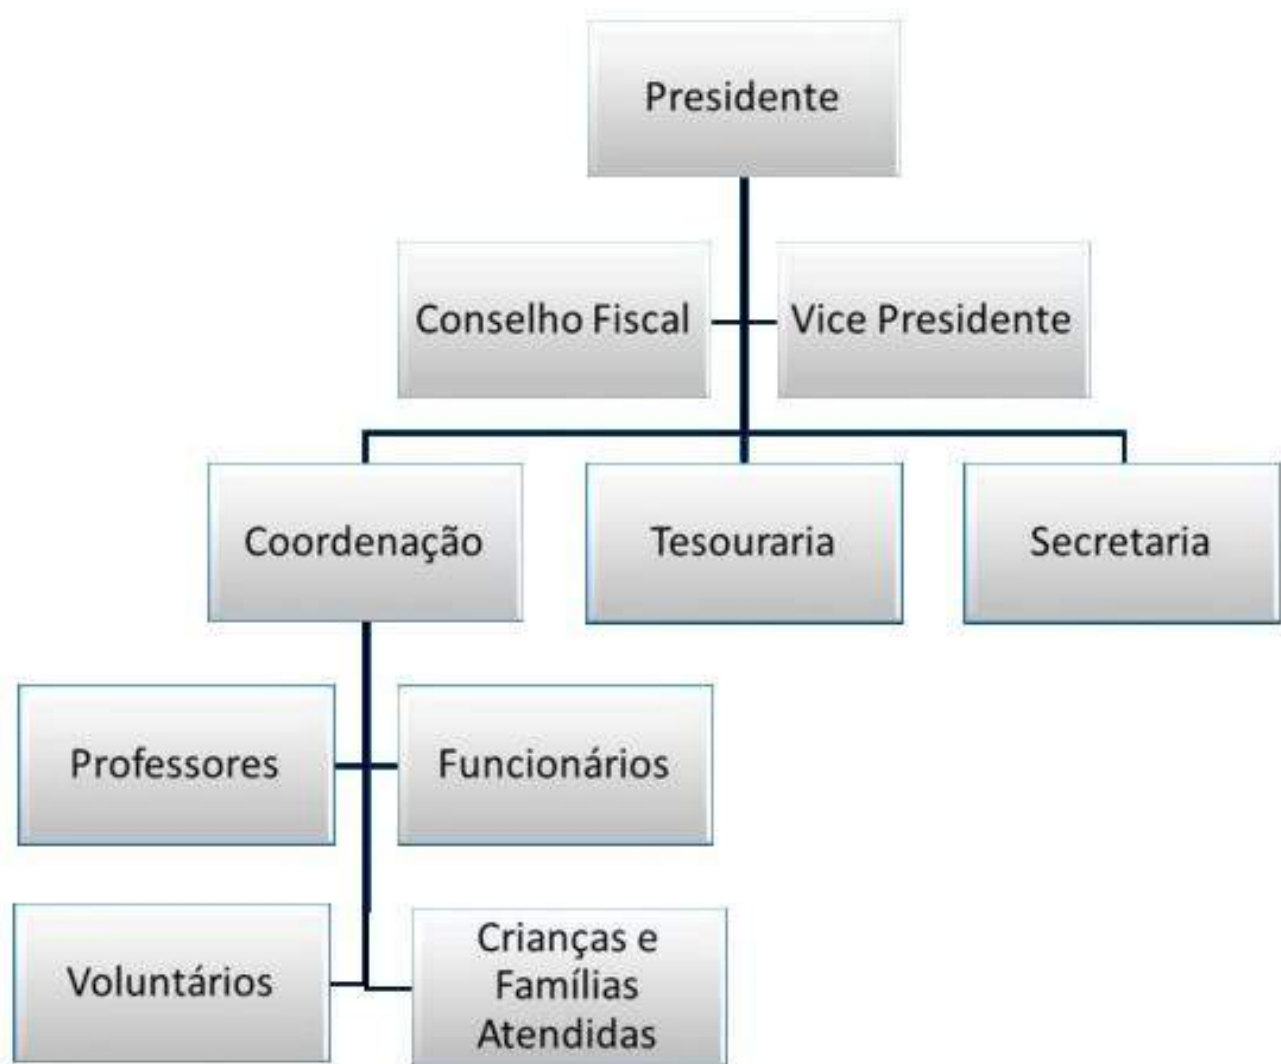 Presidente
Conselho Fiscal
Vice Presidente
Coordenação
Tesouraria
Secretaria
Professores
Funcionários
Voluntários
Crianças e
Famílias
Atendidas